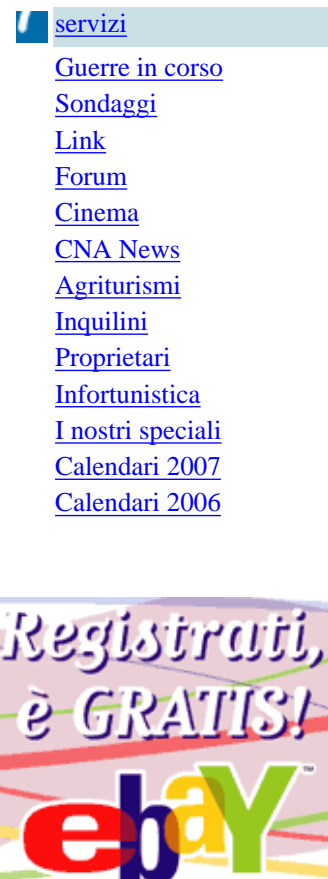 servizi
Guerre in corso
Sondaggi
Link
Forum
Cinema
CNA News
Agriturismi
Inquilini
Proprietari
Infortunistica
I nostri speciali
Calendari 2007
Calendari 2006
Registrati,
è GRATIS!
ebaY™